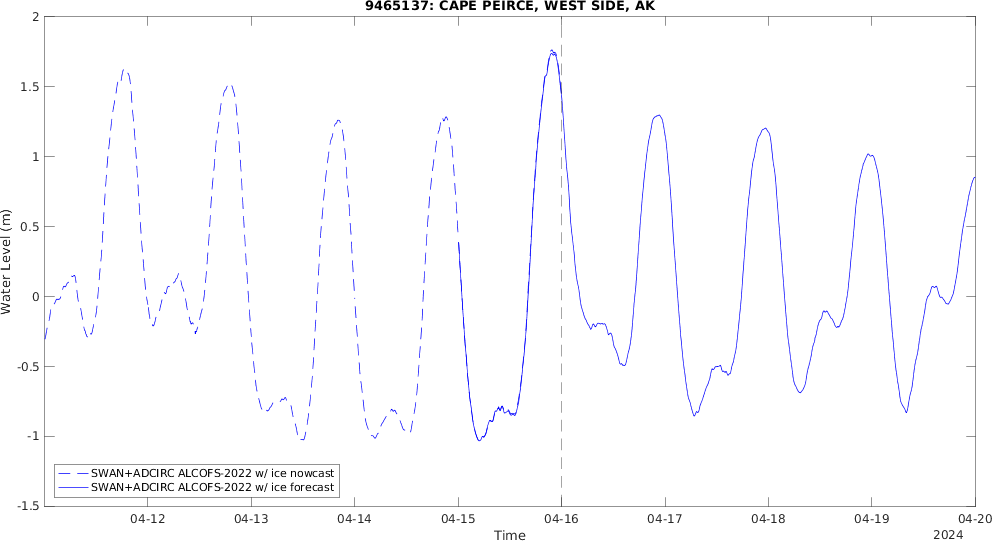 9465137: CAPE PEIRCE, WEST SIDE, AK
2
1.5
1
0.5
0
-0.5
-1
-1.5
Water Level (m)
SWAN+ADCIRC ALCOFS-2022 w/ ice nowcast
SWAN+ADCIRC ALCOFS-2022 w/ ice forecast
04-12 04-13 04-14 04-15 04-16 04-17 04-18 04-19 04-20
Time
2024